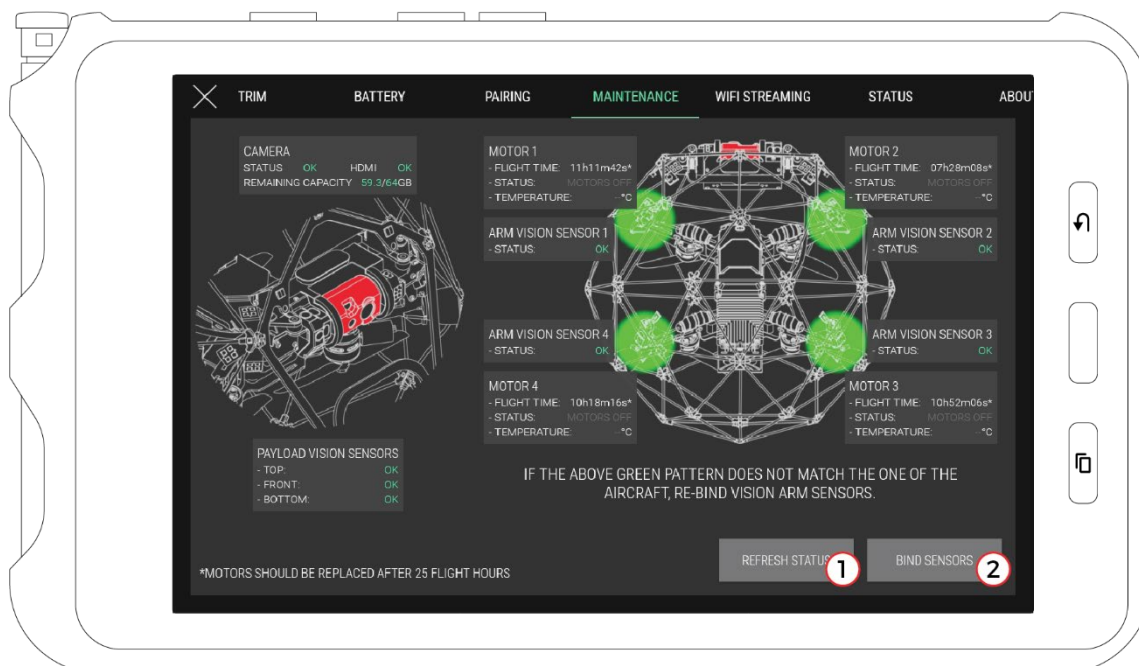 TRIM BATTERY PAIRING MAINTENANCE WIFI STREAMING STATUS ABOU
CAMERA
STATUS OK HDMI OK
REMAINING CAPACITY 59.3/64GB
MOTOR 1
- FLIGHT TIME: 11h11m42s*
- STATUS: MOTORS OFF
- TEMPERATURE: --°C
MOTOR 2
- FLIGHT TIME: 07h28m08s*
- STATUS: MOTORS OFF
- TEMPERATURE: --°C
ARM VISION SENSOR 1
- STATUS: OK
ARM VISION SENSOR 2
- STATUS: OK
ARM VISION SENSOR 4
- STATUS: OK
ARM VISION SENSOR 3
- STATUS: OK
MOTOR 4
- FLIGHT TIME: 10h18m16s*
- STATUS: MOTORS OFF
- TEMPERATURE: --°C
MOTOR 3
- FLIGHT TIME: 10h52m06s*
- STATUS: MOTORS OFF
- TEMPERATURE: --°C
PAYLOAD VISION SENSORS
- TOP: OK
- FRONT: OK
- BOTTOM: OK
IF THE ABOVE GREEN PATTERN DOES NOT MATCH THE ONE OF THE
AIRCRAFT, RE-BIND VISION ARM SENSORS.
REFRESH STATUS 1
BIND SENSORS 2
*MOTORS SHOULD BE REPLACED AFTER 25 FLIGHT HOURS